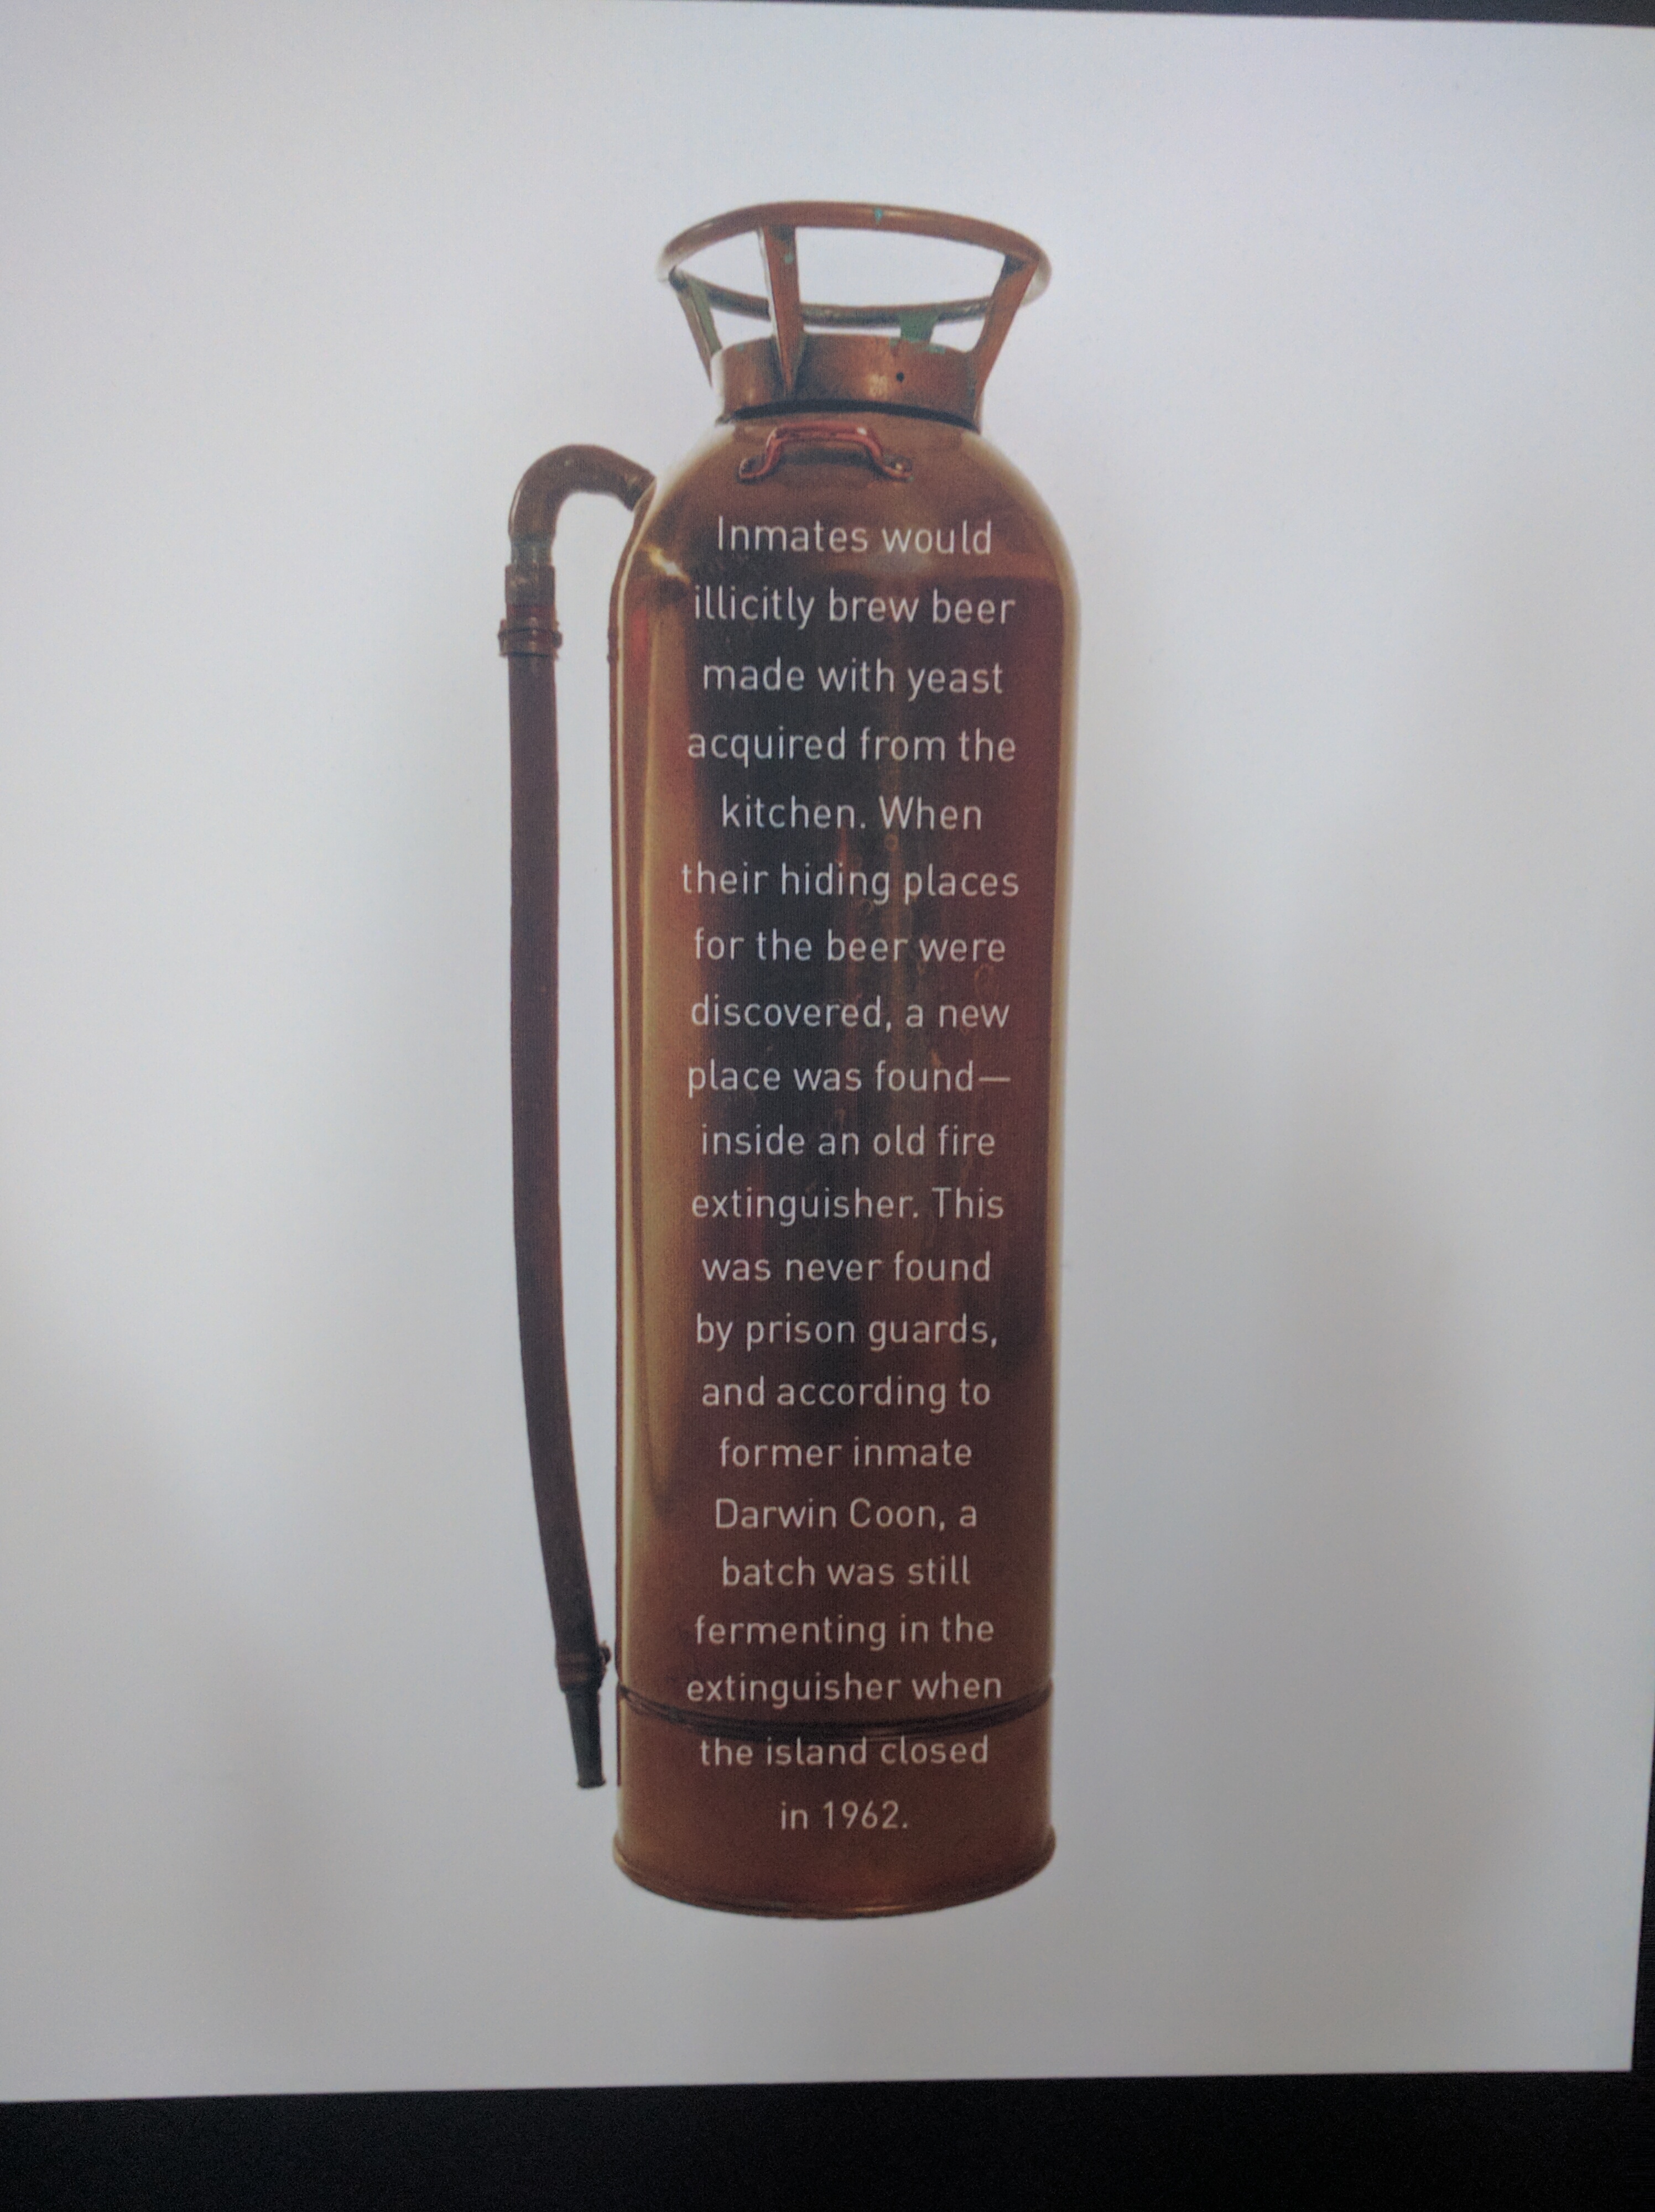 Inmates would
illicitly brew beer
made with yeast
acquired from the
kitchen. When
their hiding places
for the beer were
discovered, a new
place was found—
inside an old fire
extinguisher. This
was never found
by prison guards,
and according to
former inmate
Darwin Coon, a
batch was still
fermenting in the
extinguisher when
the island closed
in 1962.